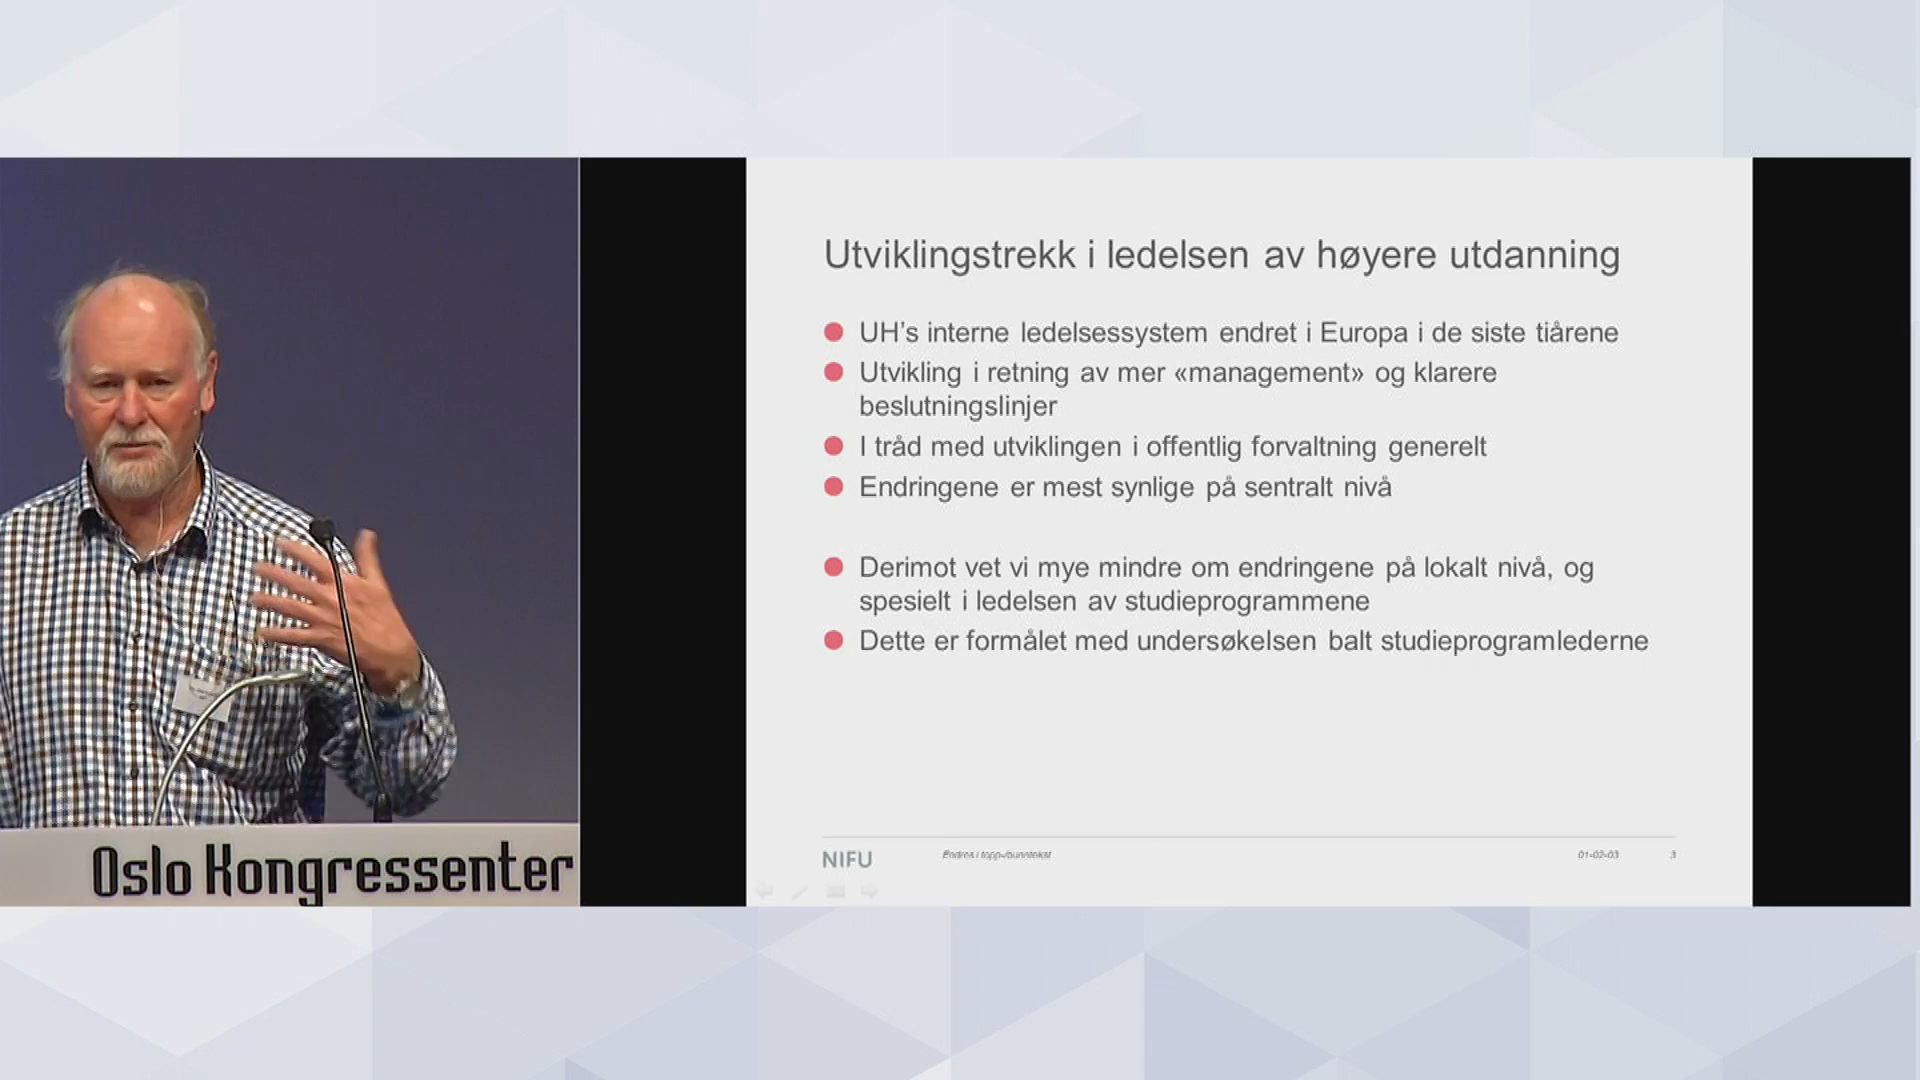 Utviklingstrekk i ledelsen av høyere utdanning
UH's interne ledelsessystem endret i Europa i de siste tiårene
Utvikling i retning av mer «management» og klarere
beslutningslinjer
I tråd med utviklingen i offentlig forvaltning generelt
Endringene er mest synlige på sentralt nivå
Derimot vet vi mye mindre om endringene på lokalt nivå, og
spesielt i ledelsen av studieprogrammene
Dette er formålet med undersøkelsen balt studieprogramlederne
NIFU
Endres i topp-/bunntekst
01-02-03
3
Oslo Kongressenter